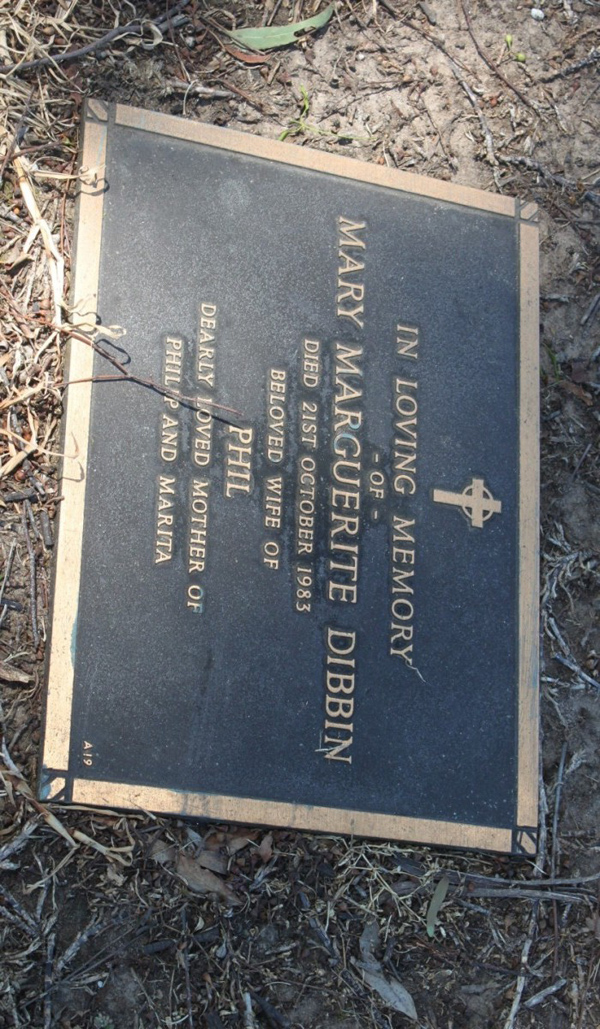 IN LOVING MEMORY
- OF -
MARY MARGUERITE DIBBIN
DIED 21ST OCTOBER 1983
BELOVED WIFE OF
PHIL
DEARLY LOVED MOTHER OF
PHILIP AND MARITA
A19